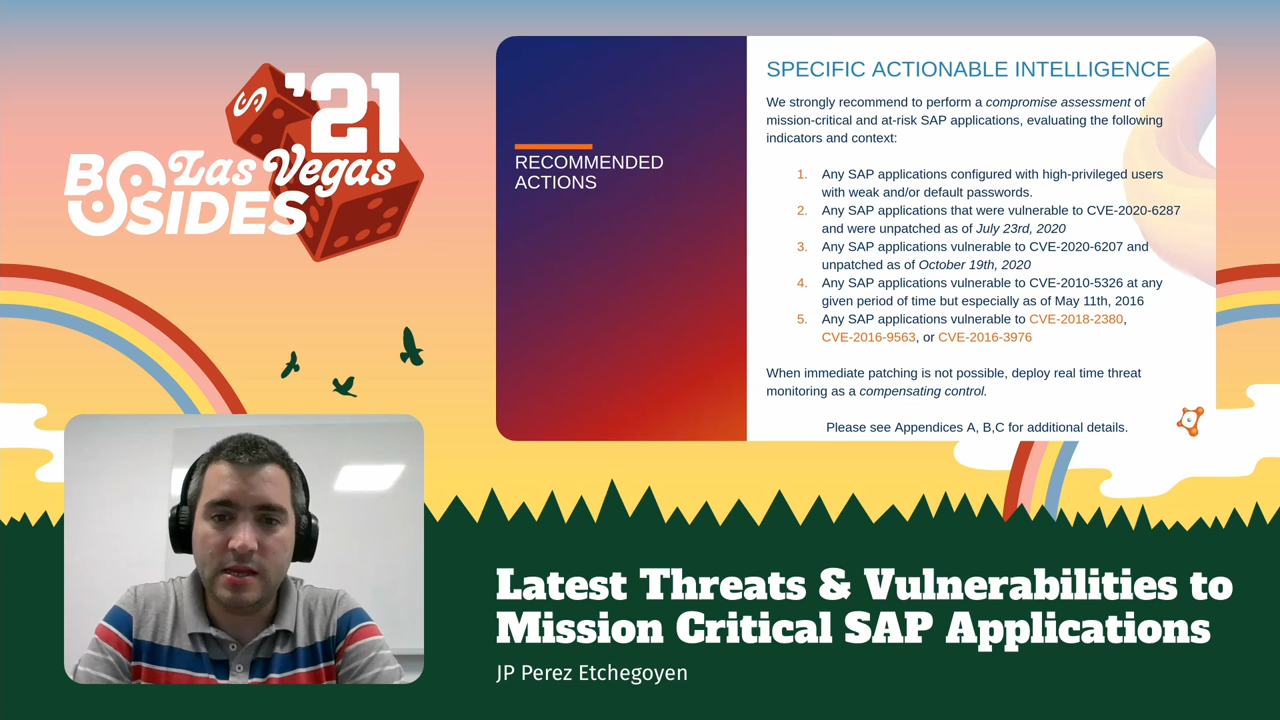 '21
BSIDES
Las Vegas
SPECIFIC ACTIONABLE INTELLIGENCE
We strongly recommend to perform a compromise assessment of
mission-critical and at-risk SAP applications, evaluating the following
indicators and context:
RECOMMENDED
ACTIONS
1. Any SAP applications configured with high-privileged users
with weak and/or default passwords.
2. Any SAP applications that were vulnerable to CVE-2020-6287
and were unpatched as of July 23rd, 2020
3. Any SAP applications vulnerable to CVE-2020-6207 and
unpatched as of October 19th, 2020
4. Any SAP applications vulnerable to CVE-2010-5326 at any
given period of time but especially as of May 11th, 2016
5. Any SAP applications vulnerable to CVE-2018-2380,
CVE-2016-9563, or CVE-2016-3976
When immediate patching is not possible, deploy real time threat
monitoring as a compensating control.
Please see Appendices A, B,C for additional details.
Latest Threats & Vulnerabilities to
Mission Critical SAP Applications
JP Perez Etchegoyen